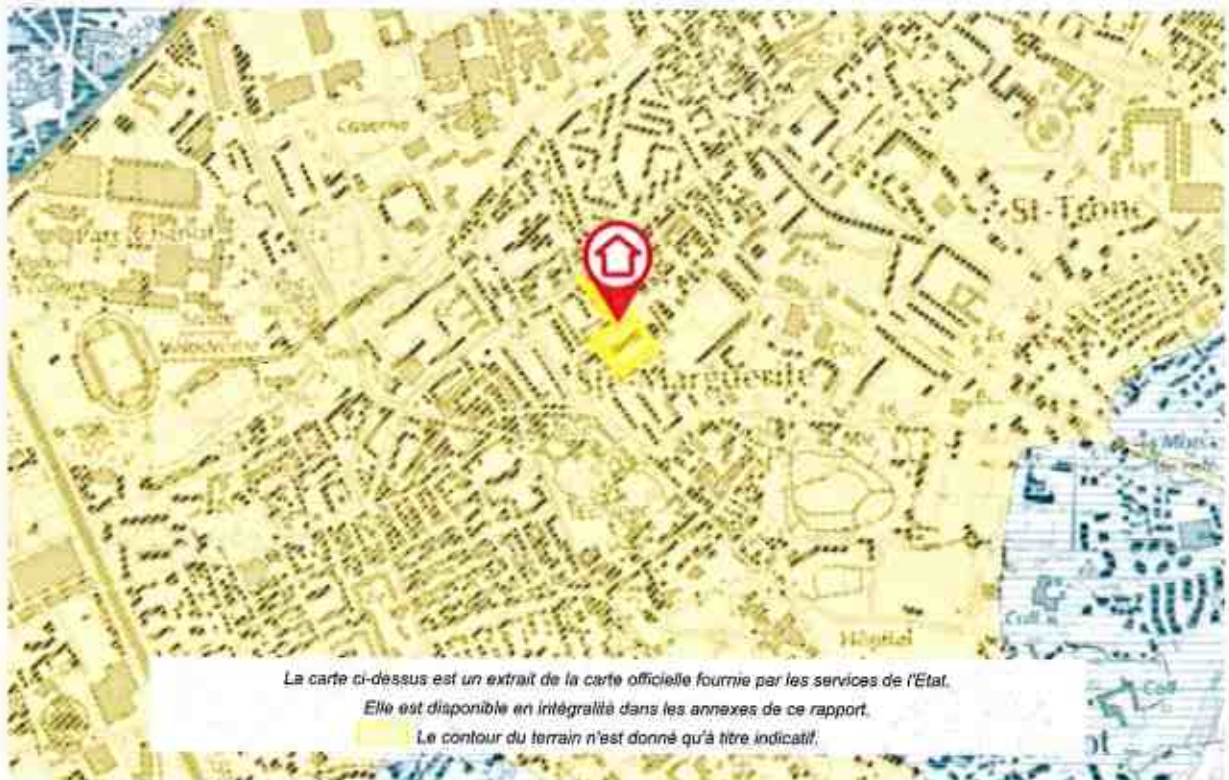 Caserne
St-Tronc
Vélodrome
Ste-Marguerite
Hôpital
Coll
La carte ci-dessus est un extrait de la carte officielle fournie par les services de l'Etat.
Elle est disponible en intégralité dans les annexes de ce rapport.
Le contour du terrain n'est donné qu'à titre indicatif.